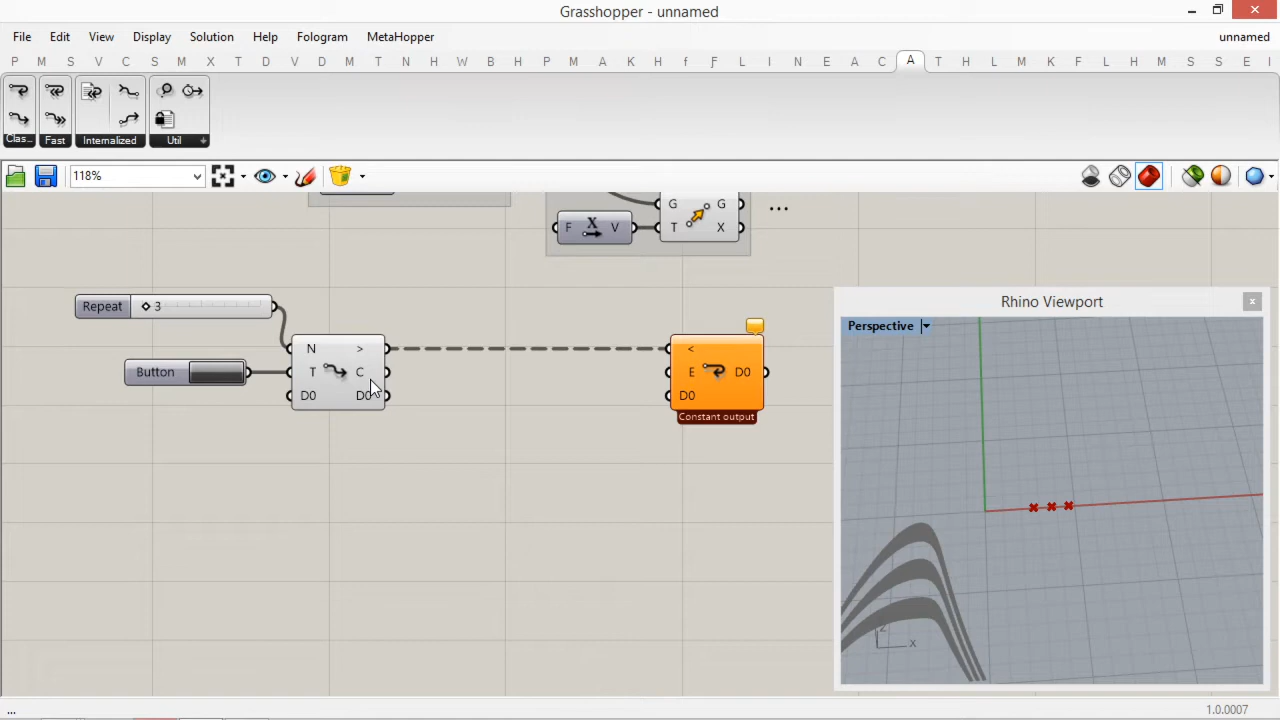 Grasshopper - unnamed
File Edit View Display Solution Help Fologram MetaHopper unnamed
P M S V C S M X T D V D M T N H V B D P M A K H f F L I N E A C A T H L M U F L H M S S E I
Clas... Fast Internalized Util
118%
G G
F X V T X
...
Repeat 3
N >
Button T C
D0 D0
<
E D0
D0
Constant output
Rhino Viewport
Perspective
z
x
...
1.0.0007